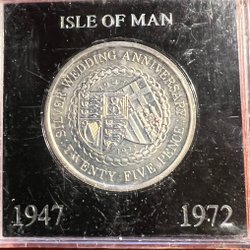 ISLE OF MAN
SILVER WEDDING ANNIVERSARY
TWENTY FIVE PENCE
1947 1972